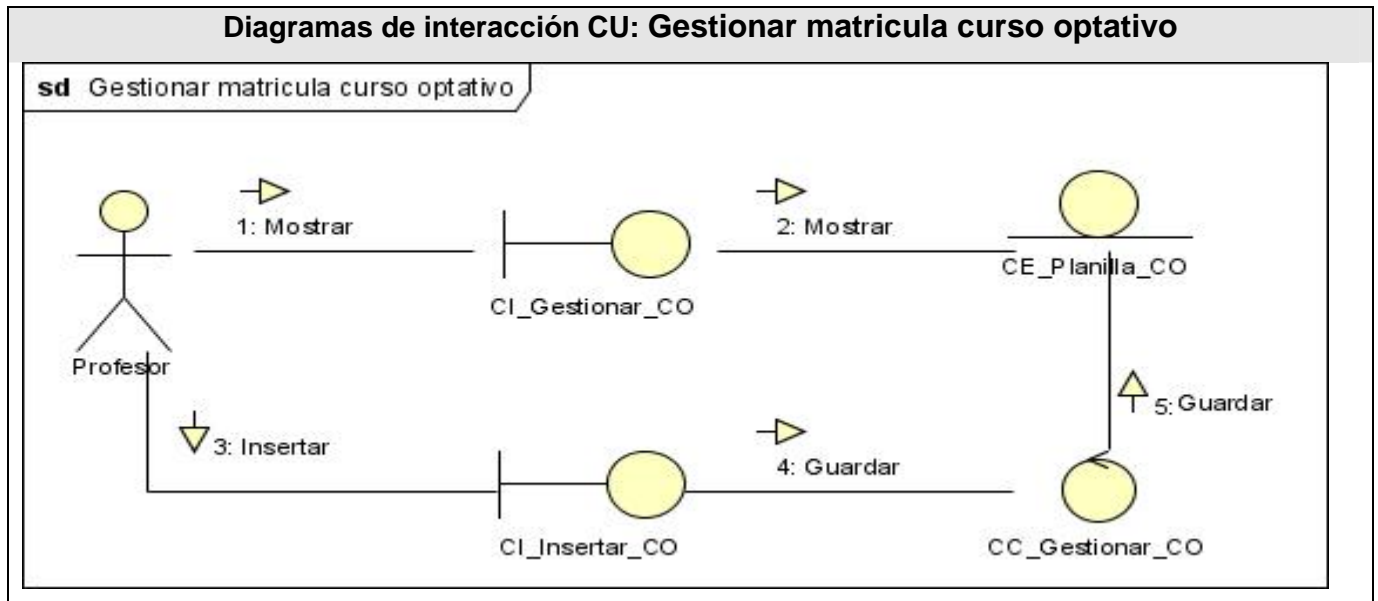 Diagramas de interacción CU: Gestionar matricula curso optativo
sd Gestionar matricula curso optativo
1: Mostrar
2: Mostrar
CE_Planilla_CO
CI_Gestionar_CO
Profesor
3: Insertar
4: Guardar
5: Guardar
CI_Insertar_CO
CC_Gestionar_CO